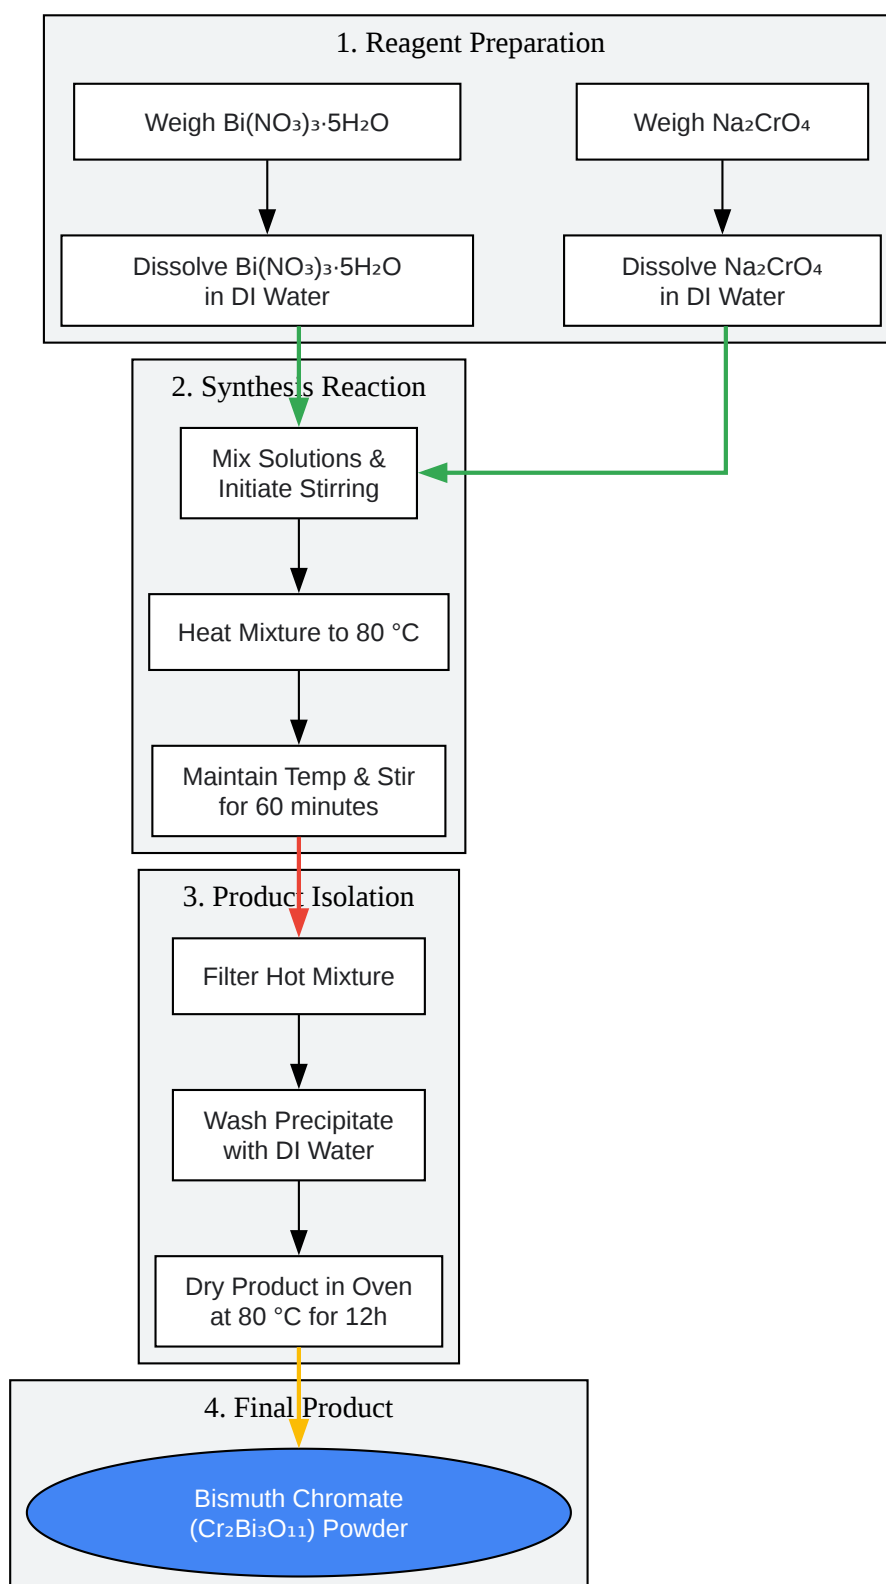 1. Reagent Preparation
Weigh Bi(NO₃)₃·5H₂O
Weigh Na₂CrO₄
Dissolve Bi(NO₃)₃·5H₂O
in DI Water
Dissolve Na₂CrO₄
in DI Water
2. Synthesis Reaction
Mix Solutions &
Initiate Stirring
Heat Mixture to 80 °C
Maintain Temp & Stir
for 60 minutes
3. Product Isolation
Filter Hot Mixture
Wash Precipitate
with DI Water
Dry Product in Oven
at 80 °C for 12h
4. Final Product
Bismuth Chromate
(Cr₂Bi₃O₁₁) Powder